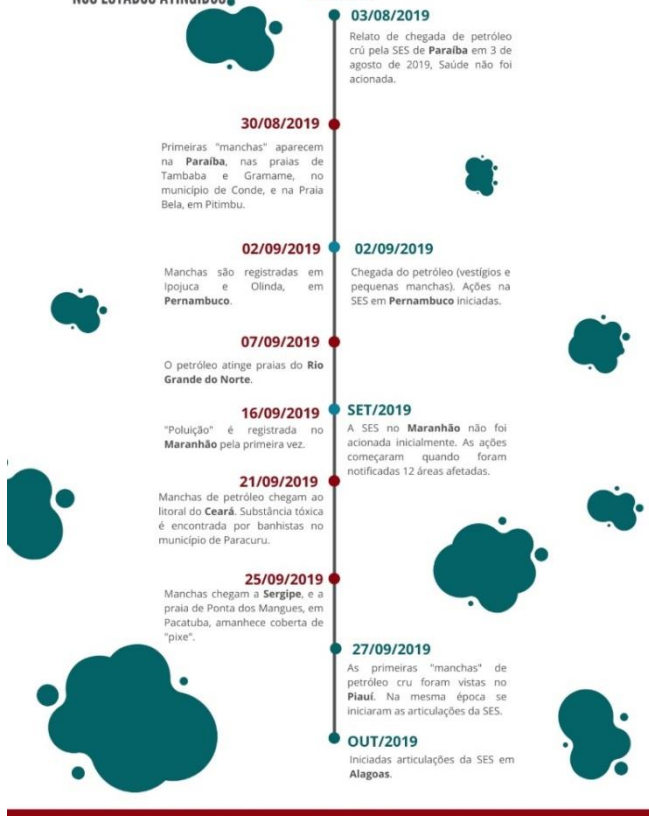 NOS ESTADOS ATINGIDOS
03/08/2019
Relato de chegada de petróleo
crú pela SES de Paraíba em 3 de
agosto de 2019, Saúde não foi
acionada.
30/08/2019
Primeiras "manchas" aparecem
na Paraíba, nas praias de
Tambaba e Gramame, no
município de Conde, e na Praia
Bela, em Pitimbu.
02/09/2019
Manchas são registradas em
Ipojuca e Olinda, em
Pernambuco.
02/09/2019
Chegada do petróleo (vestígios e
pequenas manchas). Ações na
SES em Pernambuco iniciadas.
07/09/2019
O petróleo atinge praias do Rio
Grande do Norte.
16/09/2019
"Poluição" é registrada no
Maranhão pela primeira vez.
SET/2019
A SES no Maranhão não foi
acionada inicialmente. As ações
começaram quando foram
notificadas 12 áreas afetadas.
21/09/2019
Manchas de petróleo chegam ao
litoral do Ceará. Substância tóxica
é encontrada por banhistas no
município de Paracuru.
25/09/2019
Manchas chegam a Sergipe, e a
praia de Ponta dos Mangues, em
Pacatuba, amanhece coberta de
"pixe".
27/09/2019
As primeiras "manchas" de
petróleo cru foram vistas no
Piauí. Na mesma época se
iniciaram as articulações da SES.
OUT/2019
Iniciadas articulações da SES em
Alagoas.